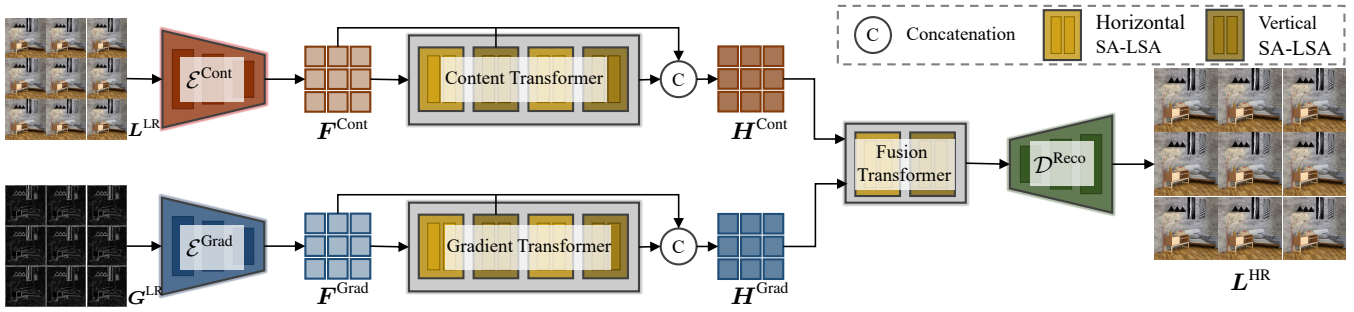 C Concatenation
Horizontal
SA-LSA
Vertical
SA-LSA
ℰ^Cont
L^LR
F^Cont
Content Transformer
C
H^Cont
ℰ^Grad
G^LR
F^Grad
Gradient Transformer
C
H^Grad
Fusion
Transformer
𝒟^Reco
L^HR